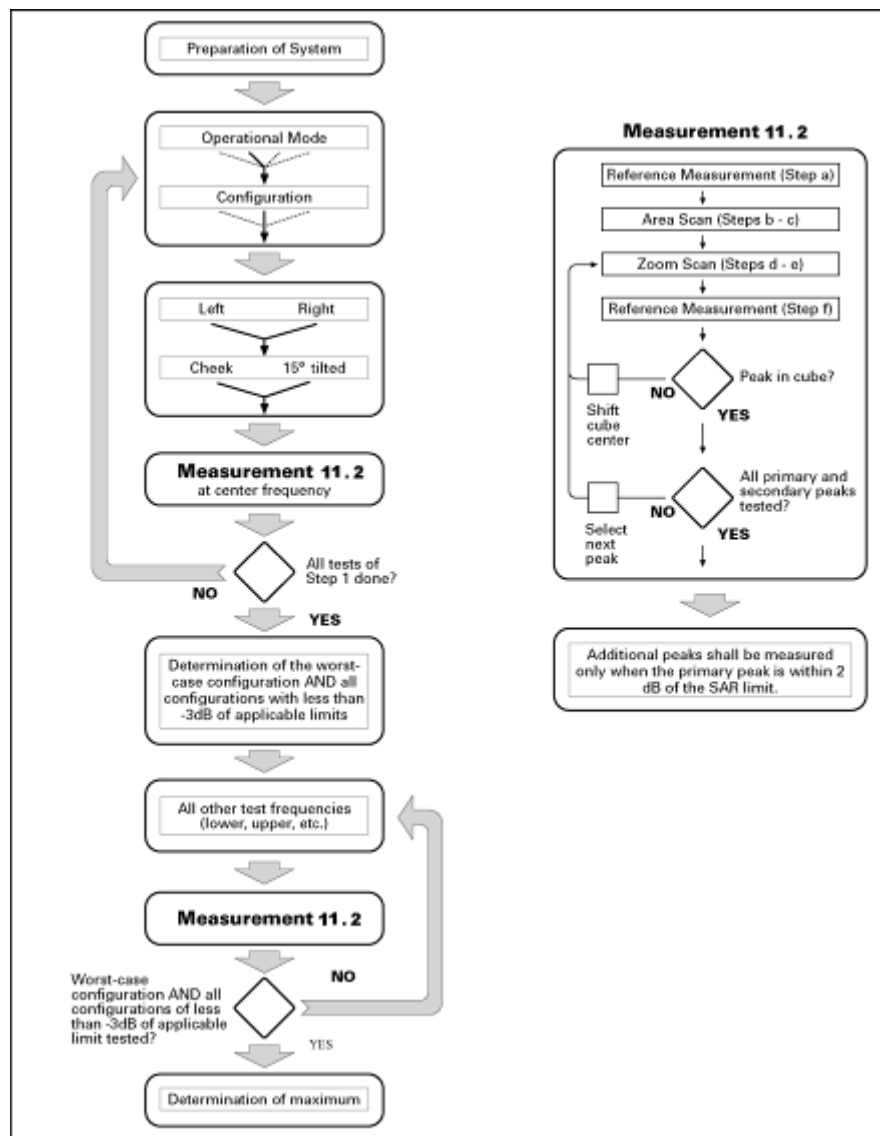 Preparation of System
Operational Mode
Configuration
Left Right
Cheek 15º tilted
Measurement 11.2
at center frequency
All tests of
Step 1 done?
NO
YES
Determination of the worst-
case configuration AND all
configurations with less than
-3dB of applicable limits
All other test frequencies
(lower, upper, etc.)
Measurement 11.2
Worst-case
configuration AND all
configurations of less
than -3dB of applicable
limit tested?
NO
YES
Determination of maximum
Measurement 11.2
Reference Measurement (Step a)
Area Scan (Steps b - c)
Zoom Scan (Steps d - e)
Reference Measurement (Step f)
Peak in cube?
NO
YES
Shift
cube
center
All primary and
secondary peaks
tested?
NO
YES
Select
next
peak
Additional peaks shall be measured
only when the primary peak is within 2
dB of the SAR limit.